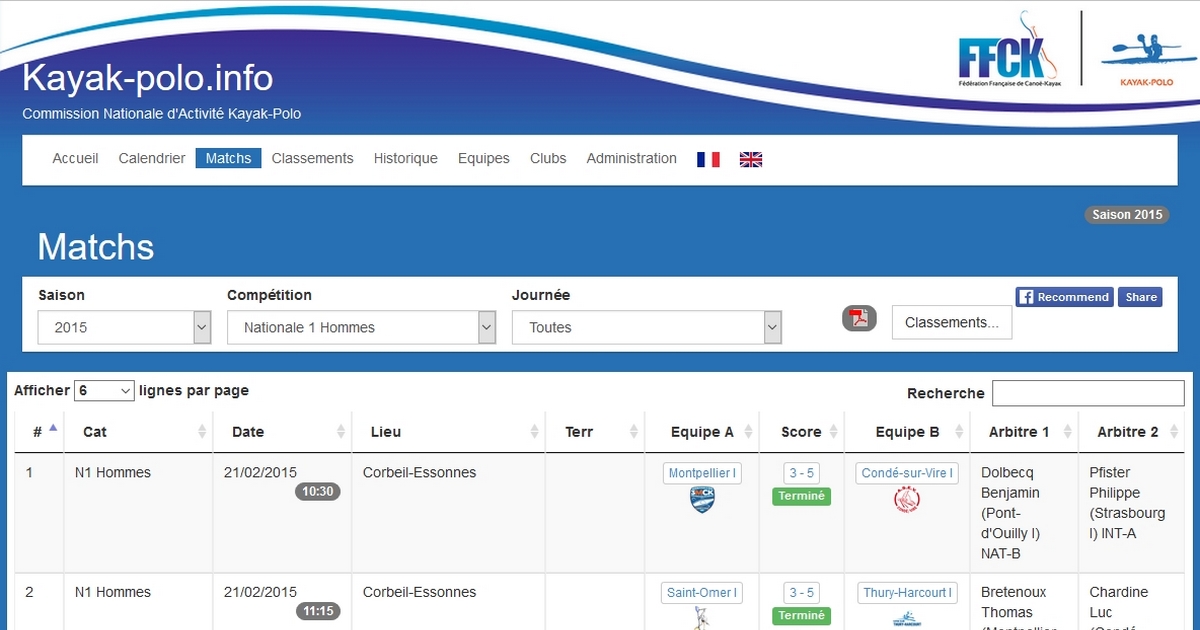 FFCK
Fédération Française de Canoë-Kayak
KAYAK-POLO
Kayak-polo.info
Commission Nationale d'Activité Kayak-Polo
Accueil Calendrier Matchs Classements Historique Equipes Clubs Administration
Saison 2015
Matchs
Saison Compétition Journée
Recommend Share
2015 Nationale 1 Hommes Toutes Classements...
Afficher 6 lignes par page
Recherche
# Cat Date Lieu Terr Equipe A Score Equipe B Arbitre 1 Arbitre 2
1 N1 Hommes 21/02/2015 Corbeil-Essonnes Montpellier I 3 - 5 Condé-sur-Vire I Dolbecq Pfister
10:30 Terminé Benjamin Philippe
(Pont- (Strasbourg
d'Ouilly I) I) INT-A
NAT-B
2 N1 Hommes 21/02/2015 Corbeil-Essonnes Saint-Omer I 3 - 5 Thury-Harcourt I Bretenoux Chardine
11:15 Terminé Thomas Luc